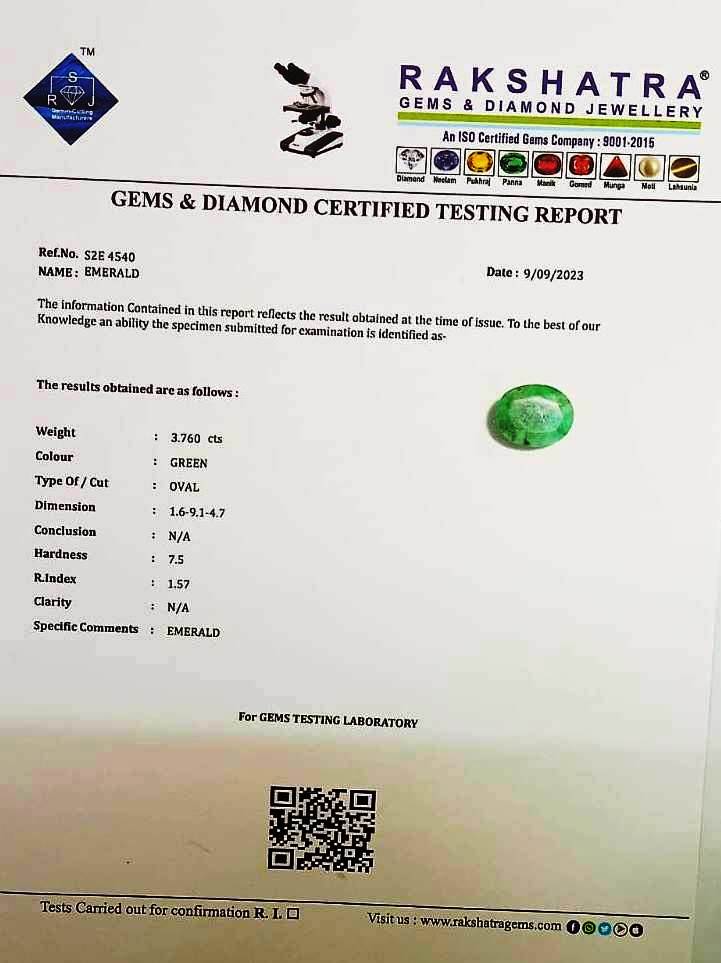 TM
S
R J
Gemini Cutting
Manufacturers
RAKSHATRA®
GEMS & DIAMOND JEWELLERY
An ISO Certified Gems Company : 9001-2015
Diamond Neelam Pukhraj Panna Manik Gomed Munga Moti Lahsunia
GEMS & DIAMOND CERTIFIED TESTING REPORT
Ref.No. S2E 4540
NAME : EMERALD
Date : 9/09/2023
The information Contained in this report reflects the result obtained at the time of issue. To the best of our
Knowledge an ability the specimen submitted for examination is identified as-
The results obtained are as follows :
Weight : 3.760 cts
Colour : GREEN
Type Of / Cut : OVAL
Dimension : 1.6-9.1-4.7
Conclusion : N/A
Hardness : 7.5
R.Index : 1.57
Clarity : N/A
Specific Comments : EMERALD
For GEMS TESTING LABORATORY
Tests Carried out for confirmation R. I. ☐
Visit us : www.rakshatragems.com